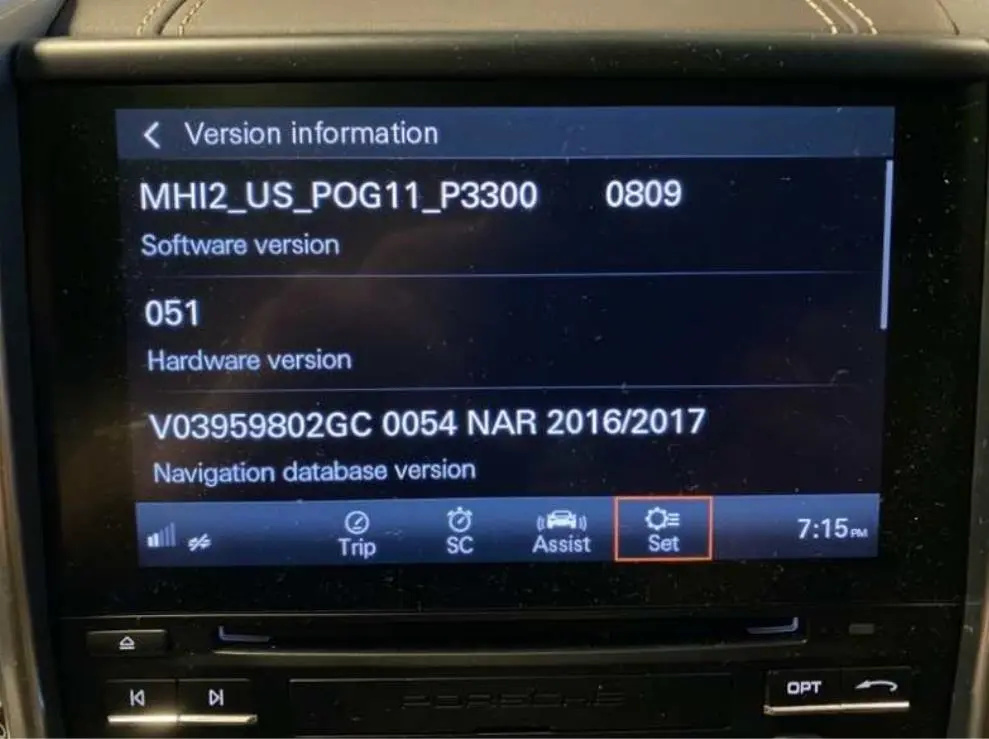 Version information
MHI2_US_POG11_P3300 0809
Software version
051
Hardware version
V03959802GC 0054 NAR 2016/2017
Navigation database version
Trip SC Assist Set 7:15PM
PORSCHE
OPT